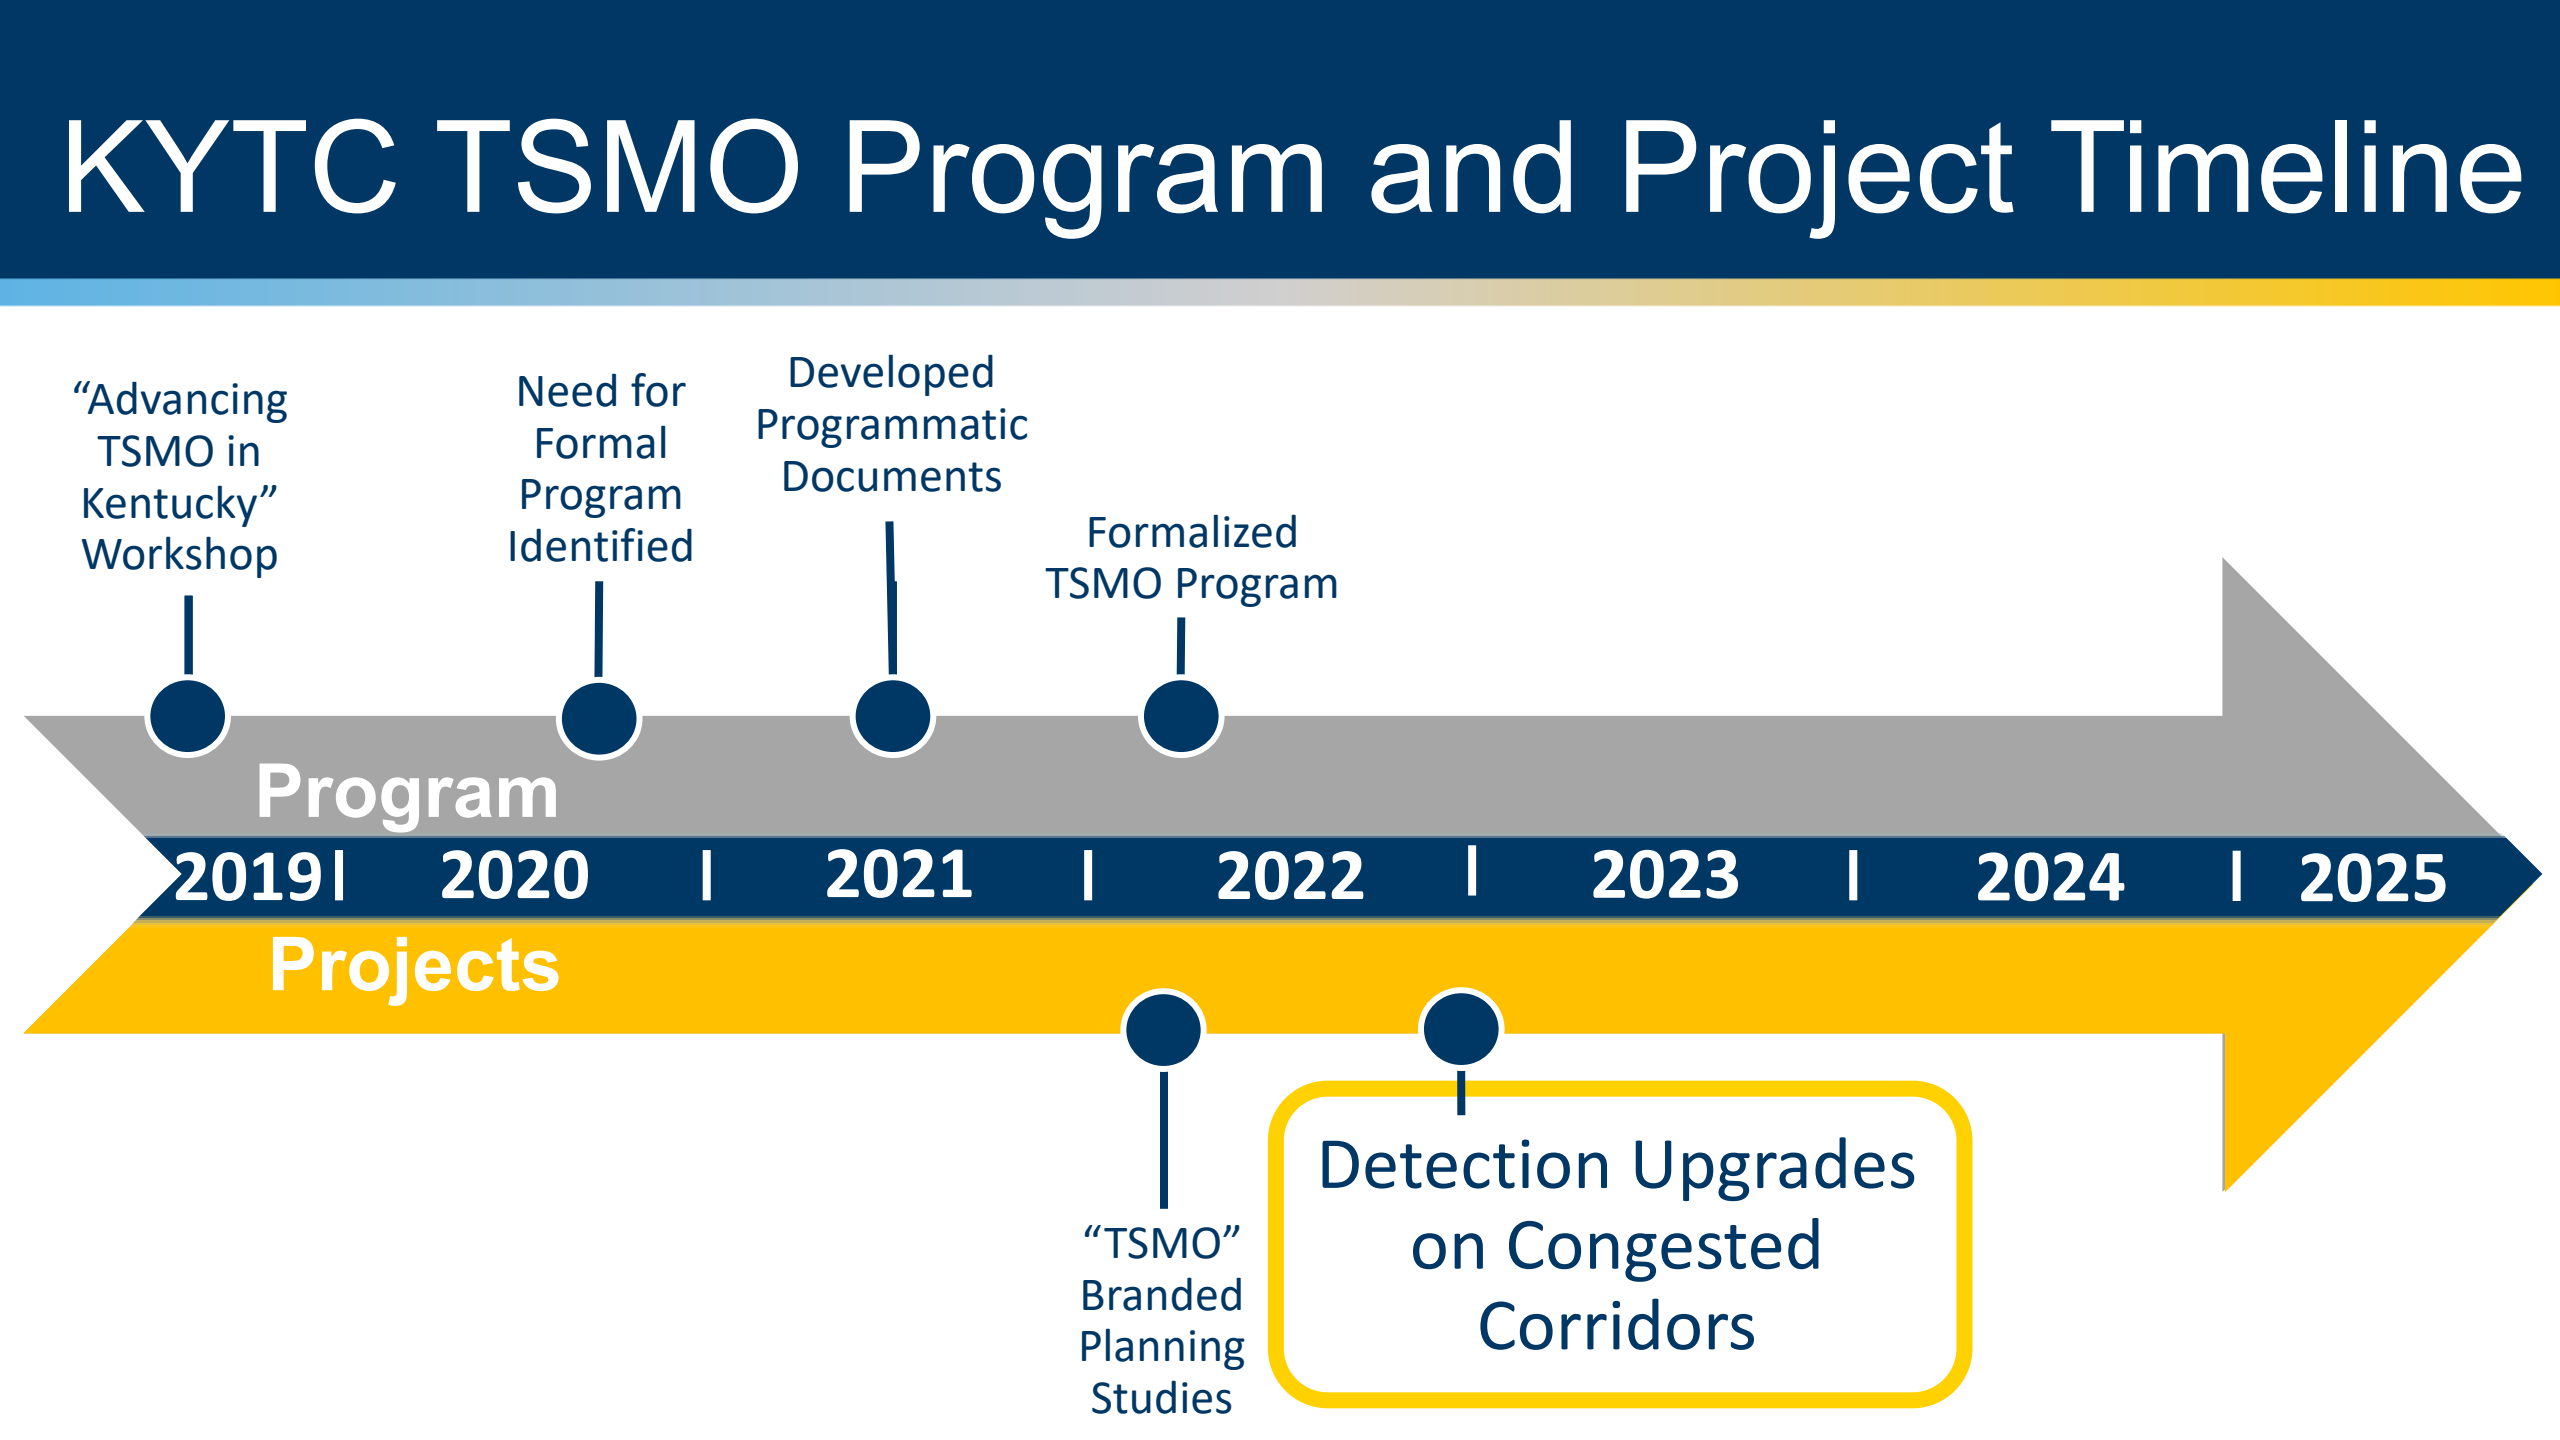 KYTC TSMO Program and Project Timeline
“Advancing
TSMO in
Kentucky”
Workshop
Need for
Formal
Program
Identified
Developed
Programmatic
Documents
Formalized
TSMO Program
Program
2019 | 2020 | 2021 | 2022 | 2023 | 2024 | 2025
Projects
“TSMO”
Branded
Planning
Studies
Detection Upgrades
on Congested
Corridors